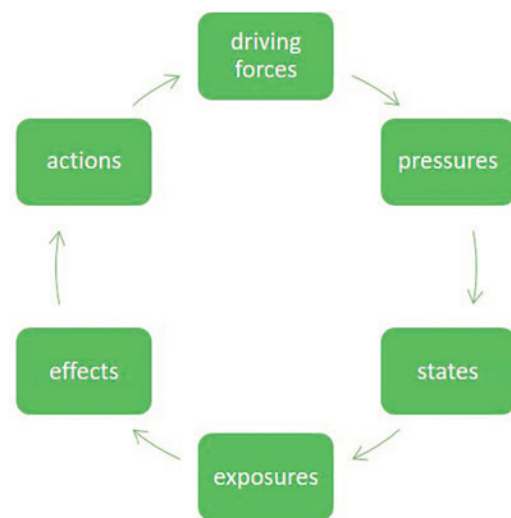 driving
forces
pressures
states
exposures
effects
actions